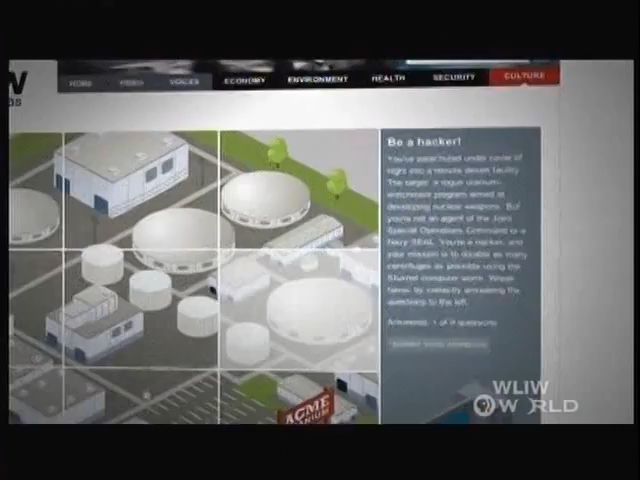 W
HOME VIDEO VOICES ECONOMY ENVIRONMENT HEALTH SECURITY CULTURE
Be a hacker!
You've parachuted under cover of
night into a remote desert facility.
The target: a rogue uranium-
enrichment program aimed at
developing nuclear weapons. But
you're not an agent of the Joint
Special Operations Command or a
Navy SEAL. You're a hacker, and
your mission is to disable as many
centrifuges as possible using the
Stuxnet computer worm. Wreak
havoc by correctly answering the
questions to the left.
Answered: 1 of 9 questions
ACME
WLIW
PBS WORLD